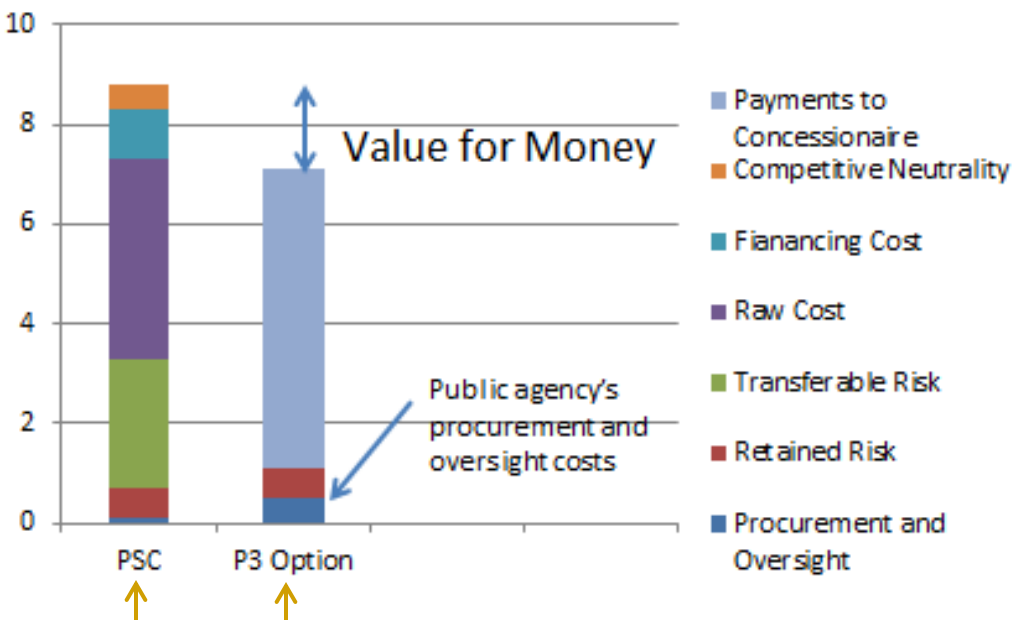 10
8
6
4
2
0
Value for Money
Public agency's
procurement and
oversight costs
PSC
P3 Option
Payments to
Concessionaire
Competitive Neutrality
Fianancing Cost
Raw Cost
Transferable Risk
Retained Risk
Procurement and
Oversight